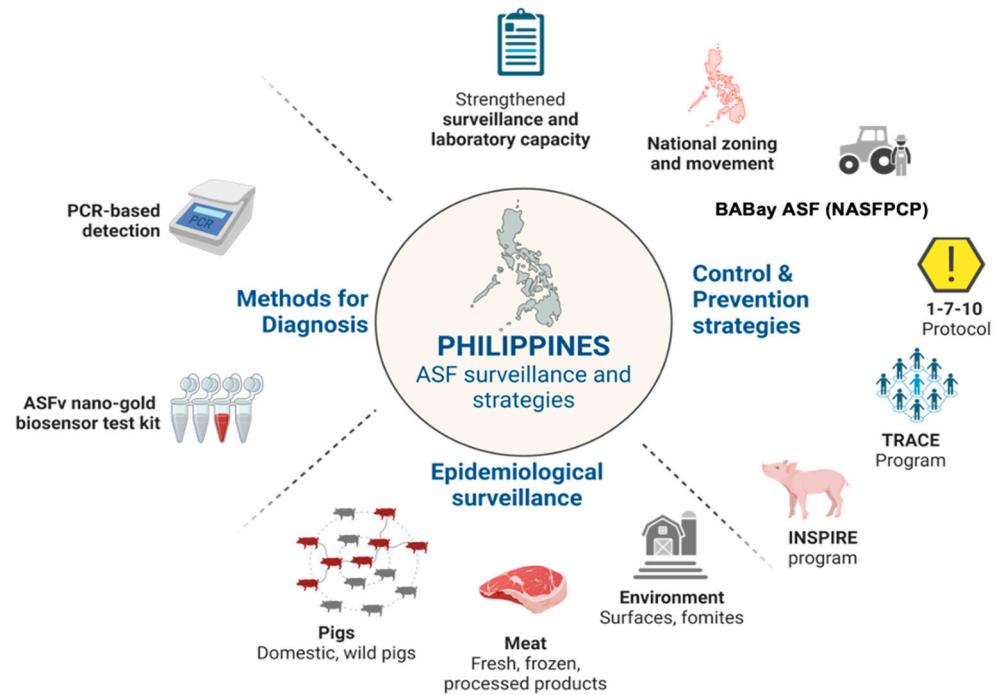 Strengthened
surveillance and
laboratory capacity
National zoning
and movement
BABay ASF (NASFPCP)
PCR-based
detection
PCR
Methods for
Diagnosis
Control &
Prevention
strategies
1-7-10
Protocol
PHILIPPINES
ASF surveillance and
strategies
ASFv nano-gold
biosensor test kit
TRACE
Program
Epidemiological
surveillance
INSPIRE
program
Pigs
Domestic, wild pigs
Meat
Fresh, frozen,
processed products
Environment
Surfaces, fomites